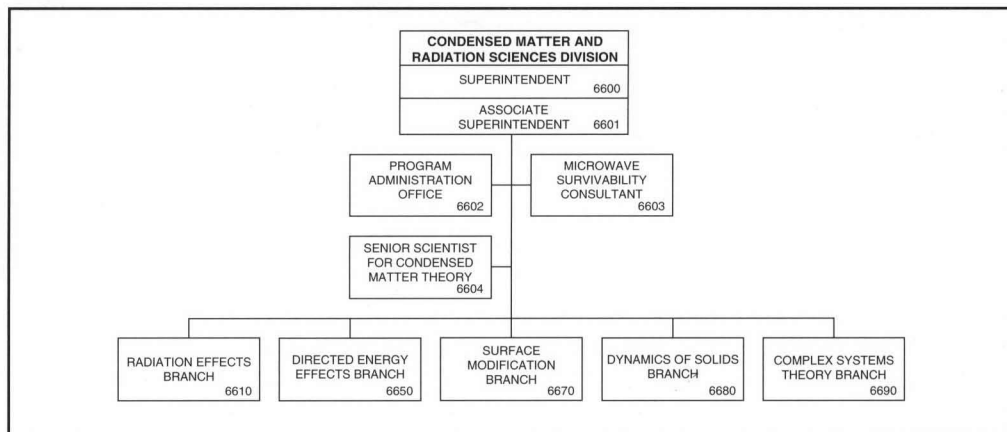 CONDENSED MATTER AND
RADIATION SCIENCES DIVISION
SUPERINTENDENT
6600
ASSOCIATE
SUPERINTENDENT
6601
PROGRAM
ADMINISTRATION
OFFICE
6602
MICROWAVE
SURVIVABILITY
CONSULTANT
6603
SENIOR SCIENTIST
FOR CONDENSED
MATTER THEORY
6604
RADIATION EFFECTS
BRANCH
6610
DIRECTED ENERGY
EFFECTS BRANCH
6650
SURFACE
MODIFICATION
BRANCH
6670
DYNAMICS OF SOLIDS
BRANCH
6680
COMPLEX SYSTEMS
THEORY BRANCH
6690